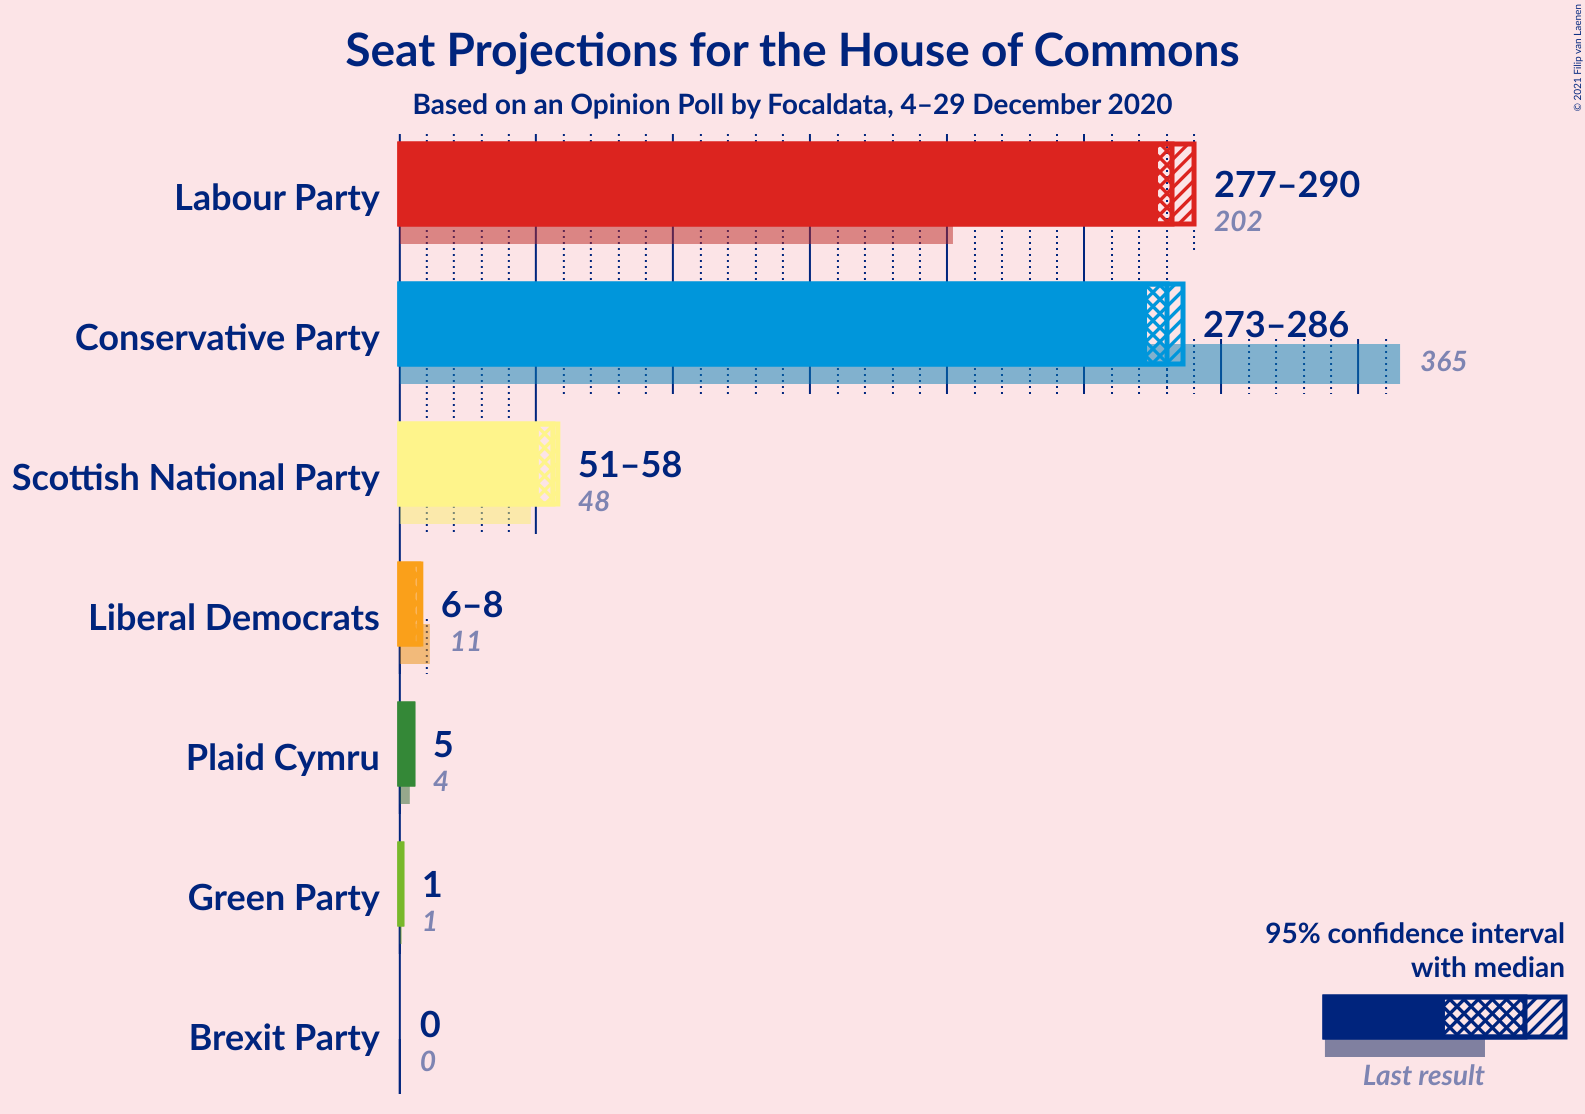 Seat Projections for the House of Commons
Based on an Opinion Poll by Focaldata, 4–29 December 2020
© 2021 Filip van Laenen
Labour Party
277–290
202
Conservative Party
273–286
365
Scottish National Party
51–58
48
Liberal Democrats
6–8
11
Plaid Cymru
5
4
Green Party
1
1
Brexit Party
0
0
95% confidence interval
with median
Last result